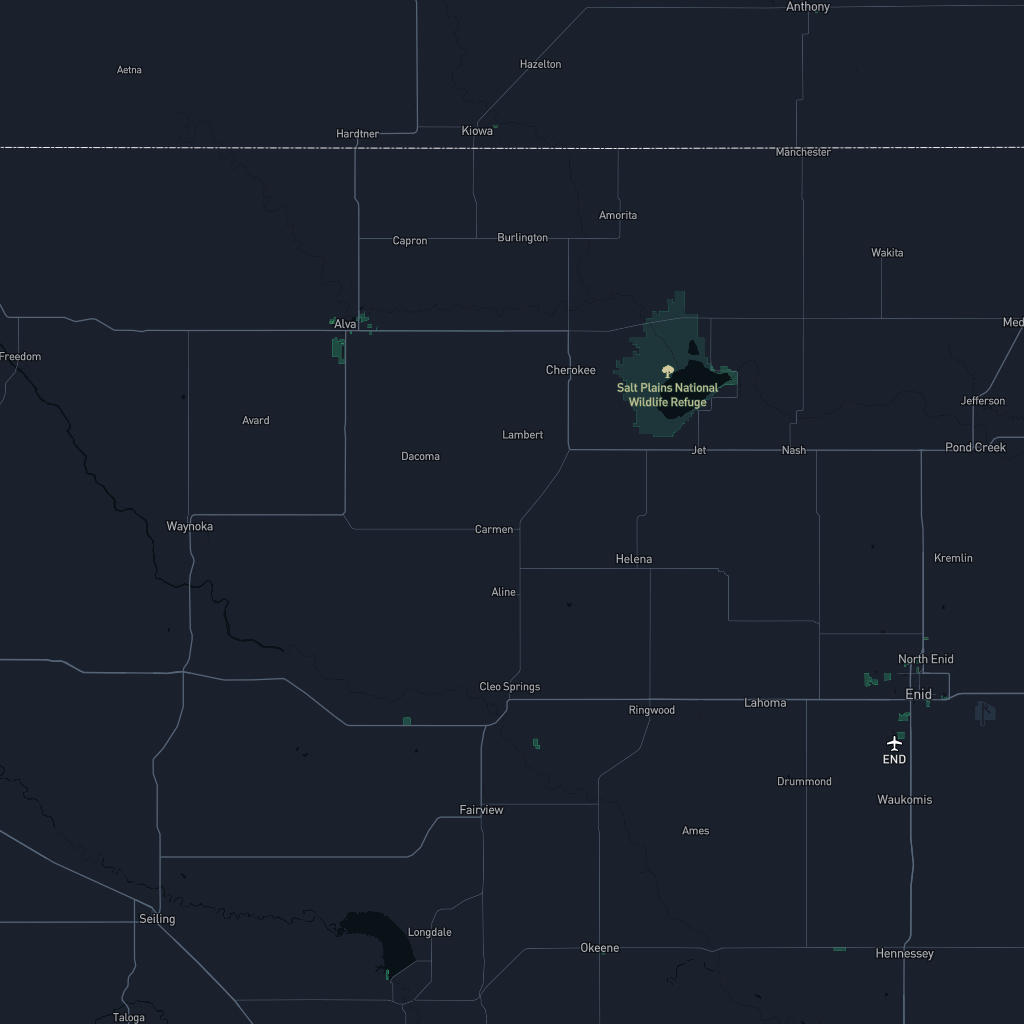 Anthony
Hazelton
Aetna
Kiowa
Hardtner
Manchester
Amorita
Burlington
Capron
Wakita
Alva
Med
Freedom
Cherokee
Salt Plains National
Wildlife Refuge
Jefferson
Avard
Lambert
Pond Creek
Jet
Nash
Dacoma
Waynoka
Carmen
Helena
Kremlin
Aline
North Enid
Cleo Springs
Enid
Lahoma
Ringwood
END
Drummond
Waukomis
Fairview
Ames
Seiling
Longdale
Okeene
Hennessey
Taloga